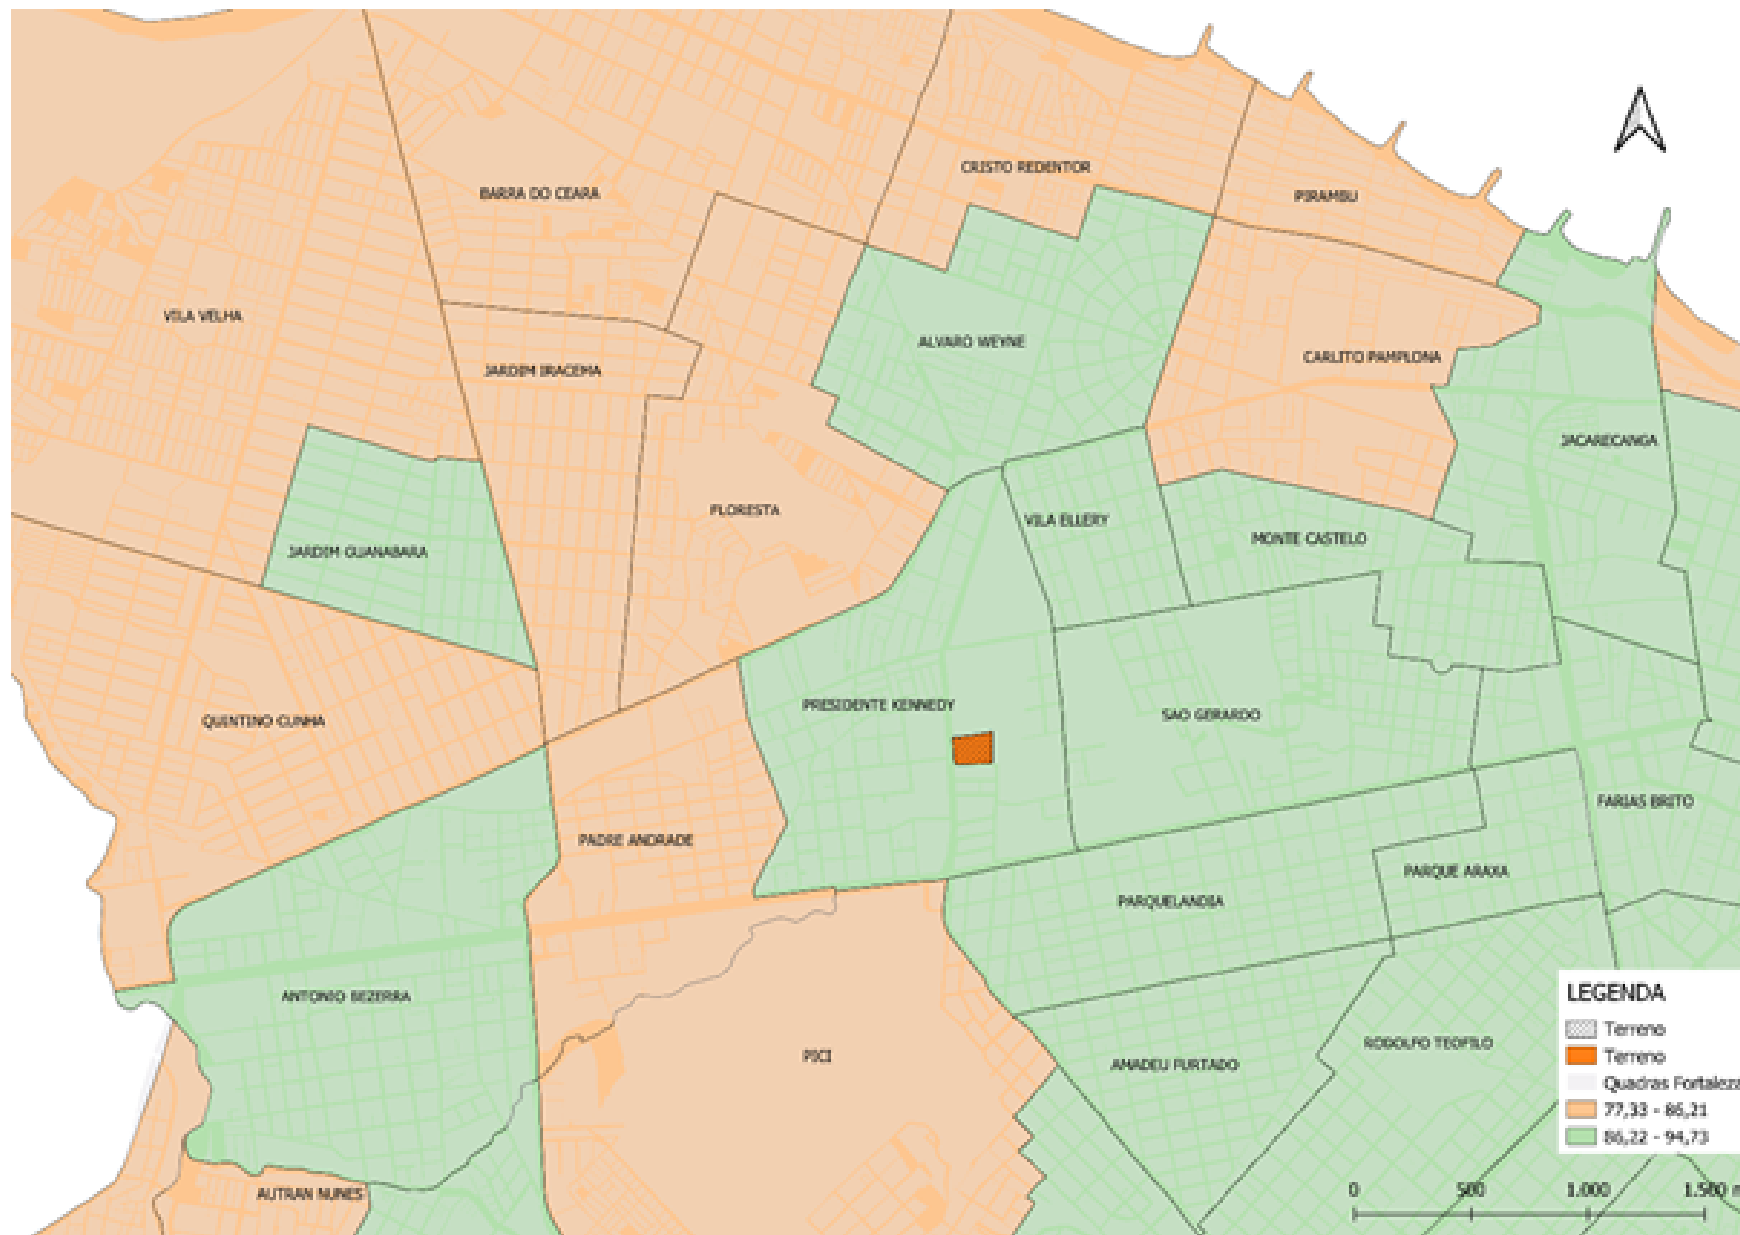 CRISTO REDENTOR
BARRA DO CEARA
PIRAMBU
VILA VELHA
ALVARO WEYNE
CARLITO PAMPLONA
JARDIM IRACEMA
JACARECANGA
FLORESTA
VILA ELLERY
MONTE CASTELO
JARDIM GUANABARA
PRESIDENTE KENNEDY
SAO GERARDO
QUINTINO CUNHA
FARIAS BRITO
PADRE ANDRADE
PARQUE ARAXA
PARQUELANDIA
ANTONIO BEZERRA
PICI
AMADEU FURTADO
RODOLFO TEOFILO
AUTRAN NUNES
LEGENDA
Terreno
Terreno
Quadras Fortaleza
77,33 - 86,21
86,22 - 94,73
0 500 1.000 1.500 m